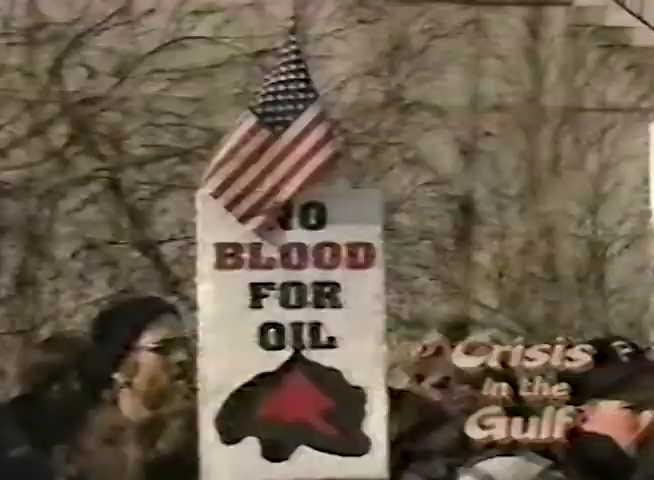 NO
BLOOD
FOR
OIL
Crisis
in the
Gulf